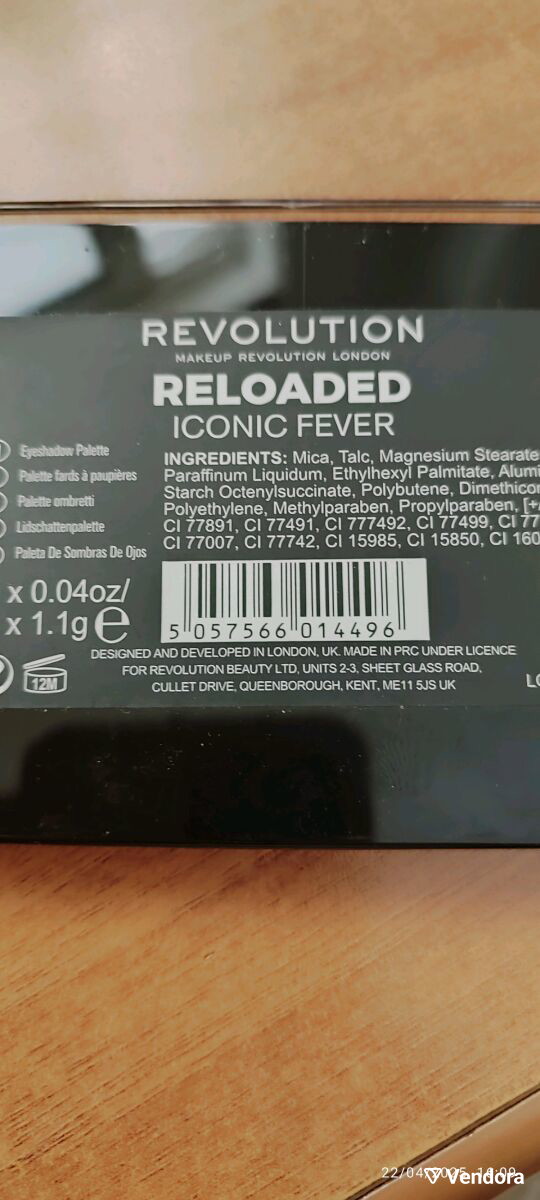 REVOLUTION
MAKEUP REVOLUTION LONDON
RELOADED
ICONIC FEVER
Eyeshadow Palette
Palette fards à paupières
Palette ombretti
Lidschattenpalette
Paleta De Sombras De Ojos
x 0.04oz/
x 1.1g e
12M
INGREDIENTS: Mica, Talc, Magnesium Stearate
Paraffinum Liquidum, Ethylhexyl Palmitate,
Starch Octenylsuccinate, Polybutene,
Polyethylene, Methylparaben, Propylparaben,
CI 77891, CI 77491, CI 777492, CI 77499, CI
CI 77007, CI 77742, CI 15985, CI 15850, CI
5 057566 014496
DESIGNED AND DEVELOPED IN LONDON, UK. MADE IN PRC UNDER LICENCE
FOR REVOLUTION BEAUTY LTD, UNITS 2-3, SHEET GLASS ROAD,
CULLET DRIVE, QUEENBOROUGH, KENT, ME11 5JS UK
Vendora